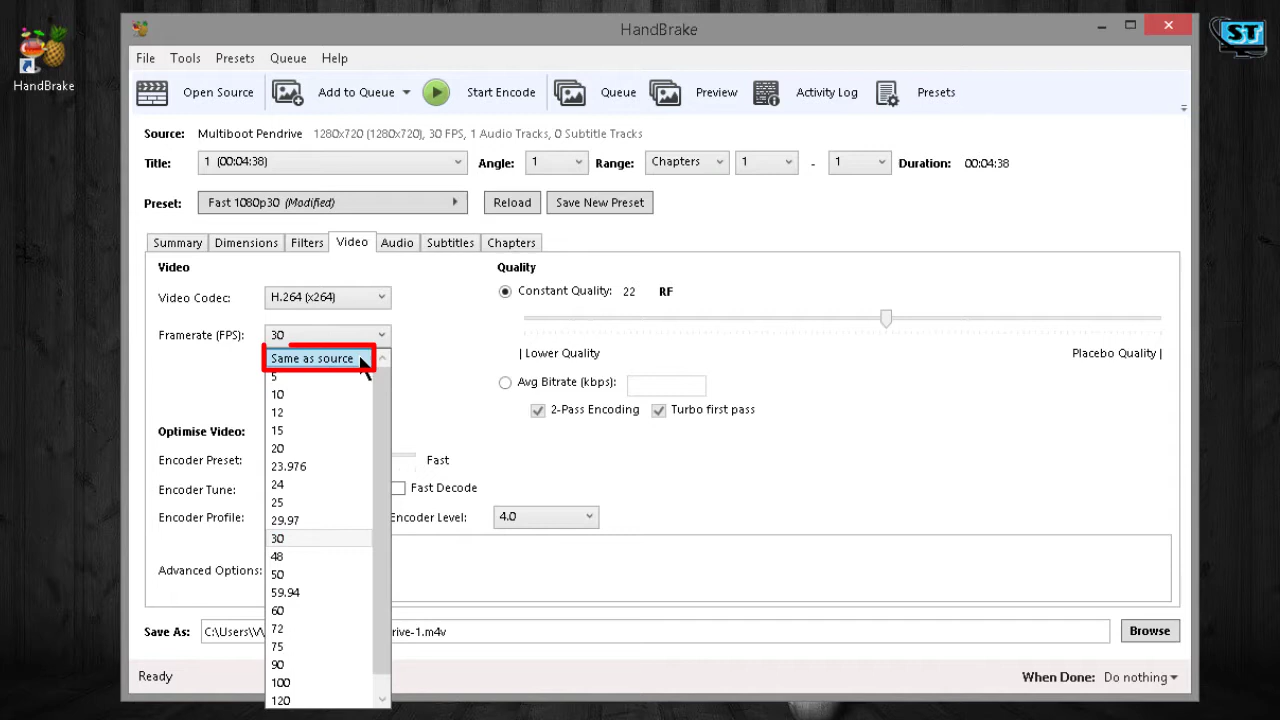 HandBrake
ST
HandBrake
File Tools Presets Queue Help
Open Source Add to Queue Start Encode Queue Preview Activity Log Presets
Source: Multiboot Pendrive 1280x720 (1280x720), 30 FPS, 1 Audio Tracks, 0 Subtitle Tracks
Title: 1 (00:04:38) Angle: 1 Range: Chapters 1 - 1 Duration: 00:04:38
Preset: Fast 1080p30 (Modified) Reload Save New Preset
Summary Dimensions Filters Video Audio Subtitles Chapters
Video Quality
Video Codec: H.264 (x264) Constant Quality: 22 RF
Framerate (FPS): 30
| Lower Quality Placebo Quality |
Same as source
5
10
12
15
20
23.976
24
25
29.97
30
48
50
59.94
60
72
75
90
100
120
Avg Bitrate (kbps):
2-Pass Encoding Turbo first pass
Optimise Video:
Encoder Preset: Fast
Encoder Tune: Fast Decode
Encoder Profile: Encoder Level: 4.0
Advanced Options:
Save As: C:\Users\ rive-1.m4v Browse
Ready When Done: Do nothing